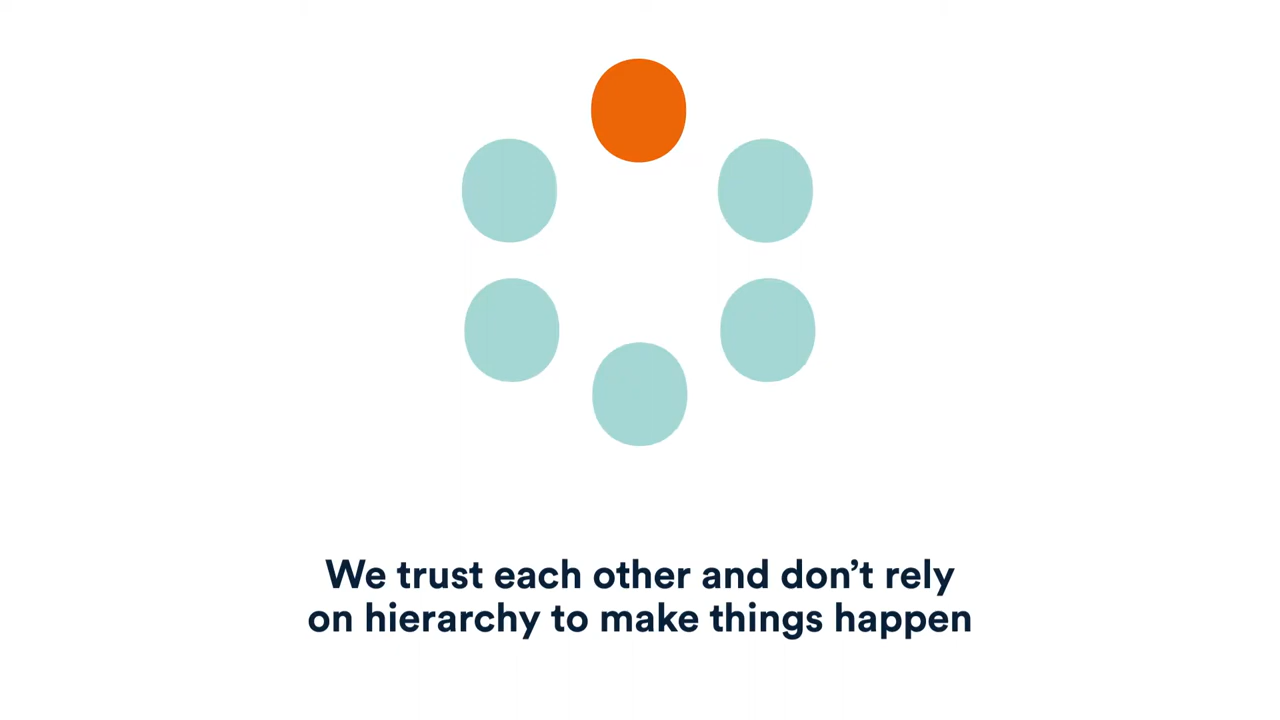 We trust each other and don’t rely
on hierarchy to make things happen